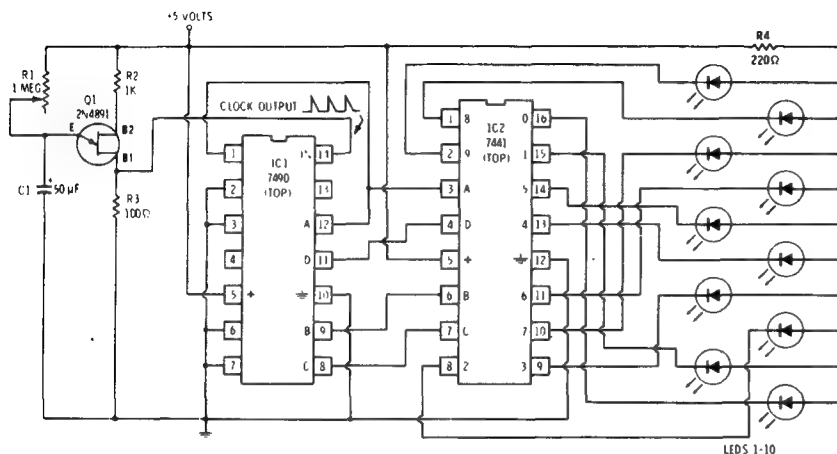 +5 VOLTS
R1
1 MEG
Q1
2N4891
E
B2
B1
R2
1K
C1
+
50 µF
R3
100Ω
CLOCK OUTPUT
IC1
7490
(TOP)
1
2
3
4
5
6
7
14
13
12
11
10
9
8
+
A
D
B
C
IC2
7441
(TOP)
1
2
3
4
5
6
7
8
16
15
14
13
12
11
10
9
8
9
A
D
+
B
C
2
0
1
5
4
6
7
3
R4
220Ω
LEDS 1-10